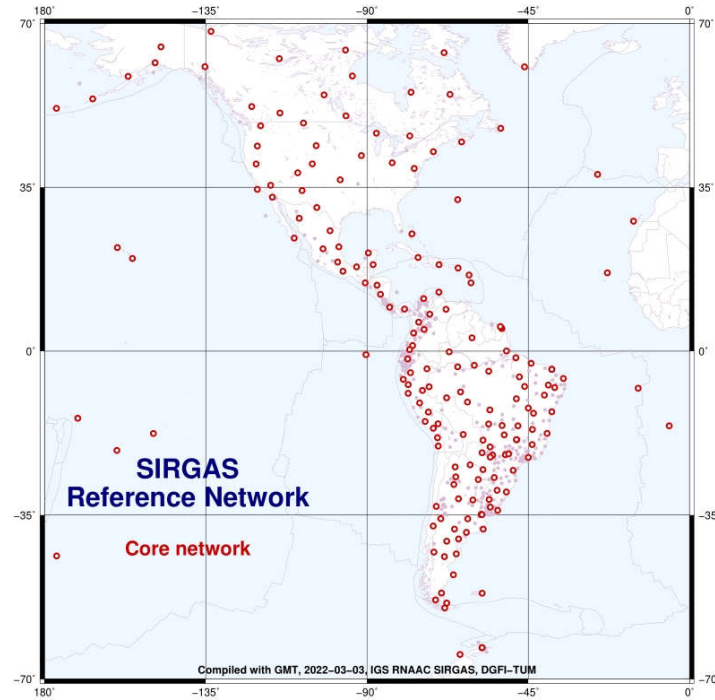 180° −135° −90° −45° 0°
70° 70°
35° 35°
0° 0°
SIRGAS
Reference Network
−35° −35°
Core network
Compiled with GMT, 2022−03−03, IGS RNAAC SIRGAS, DGFI−TUM
−70° −70°
180° −135° −90° −45° 0°